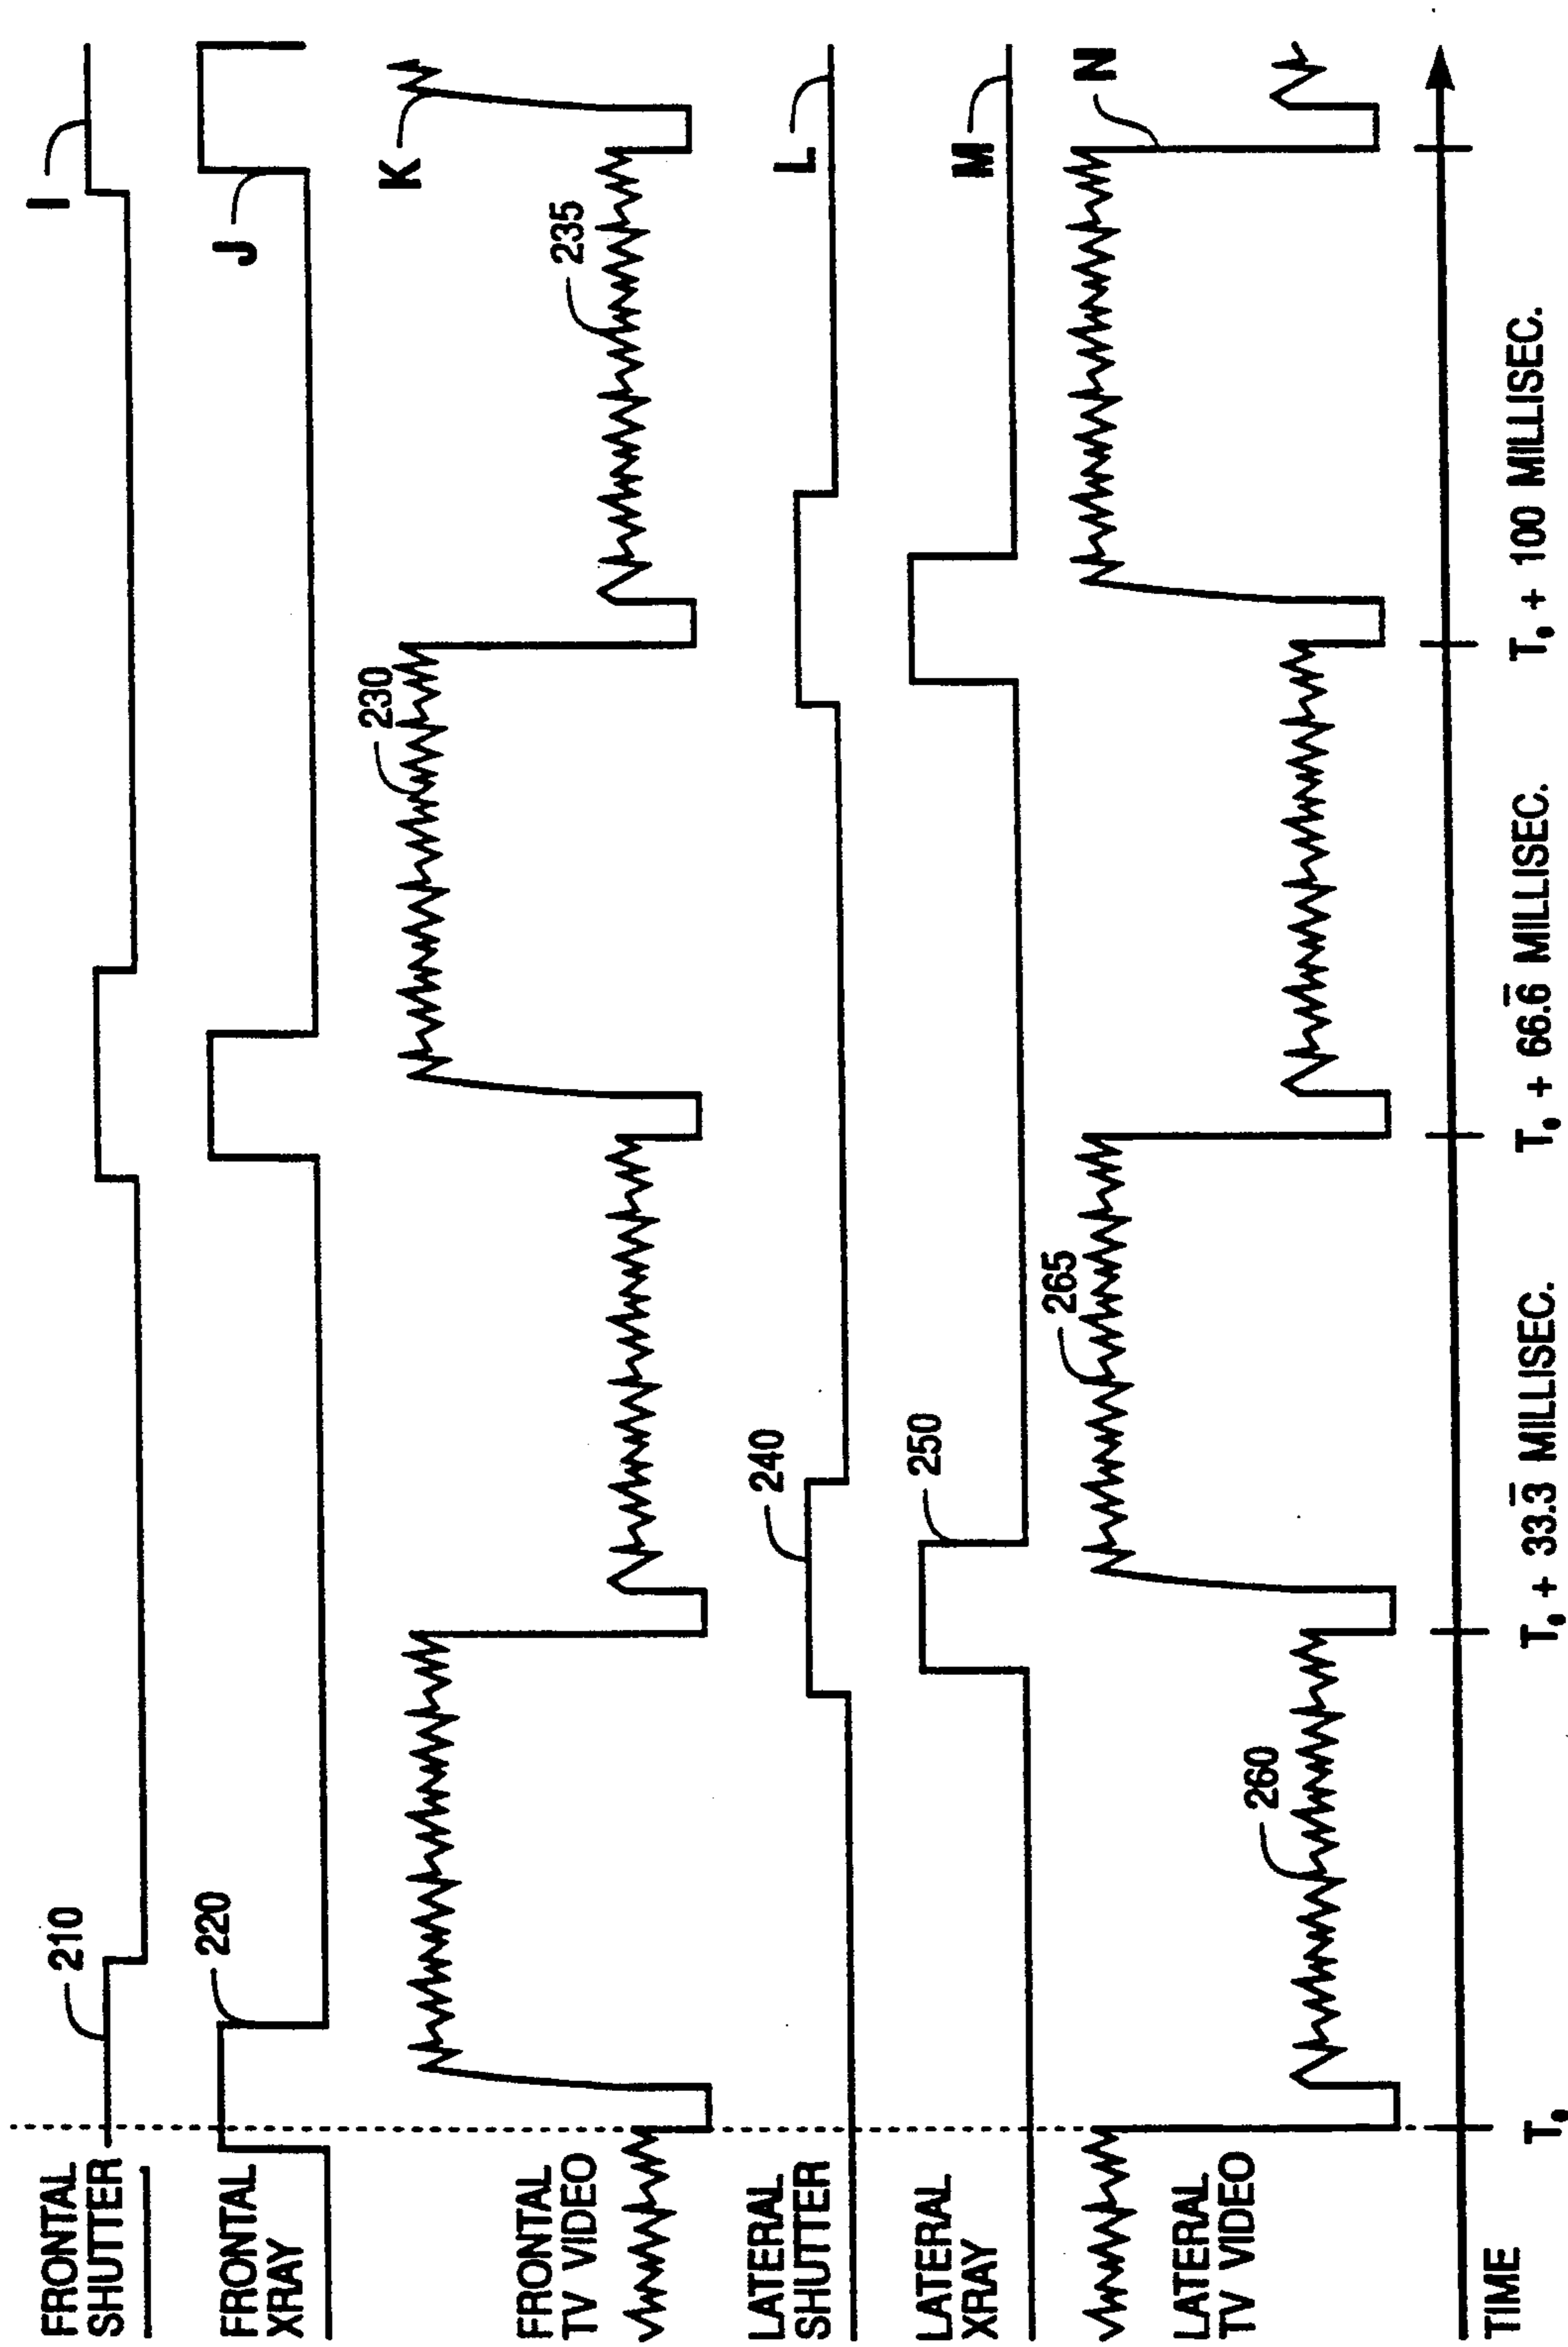 FRONTAL
SHUTTER
210
I
FRONTAL
XRAY
220
J
FRONTAL
TV VIDEO
230
235
K
LATERAL
SHUTTER
240
L
LATERAL
XRAY
250
M
LATERAL
TV VIDEO
260
265
N
TIME
T₀
T₀ + 33.3̅ MILLISEC.
T₀ + 66.6̅ MILLISEC.
T₀ + 100 MILLISEC.